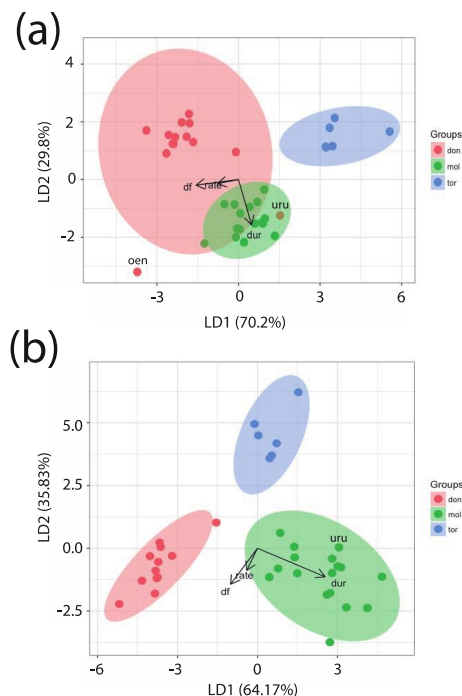 (a)
4
2
0
-2
LD2 (29.8%)
df
rate
dur
uru
oen
-3
0
3
6
LD1 (70.2%)
Groups
don
mol
tor
(b)
5.0
2.5
0.0
-2.5
LD2 (35.83%)
uru
rate
df
dur
-6
-3
0
3
LD1 (64.17%)
Groups
don
mol
tor